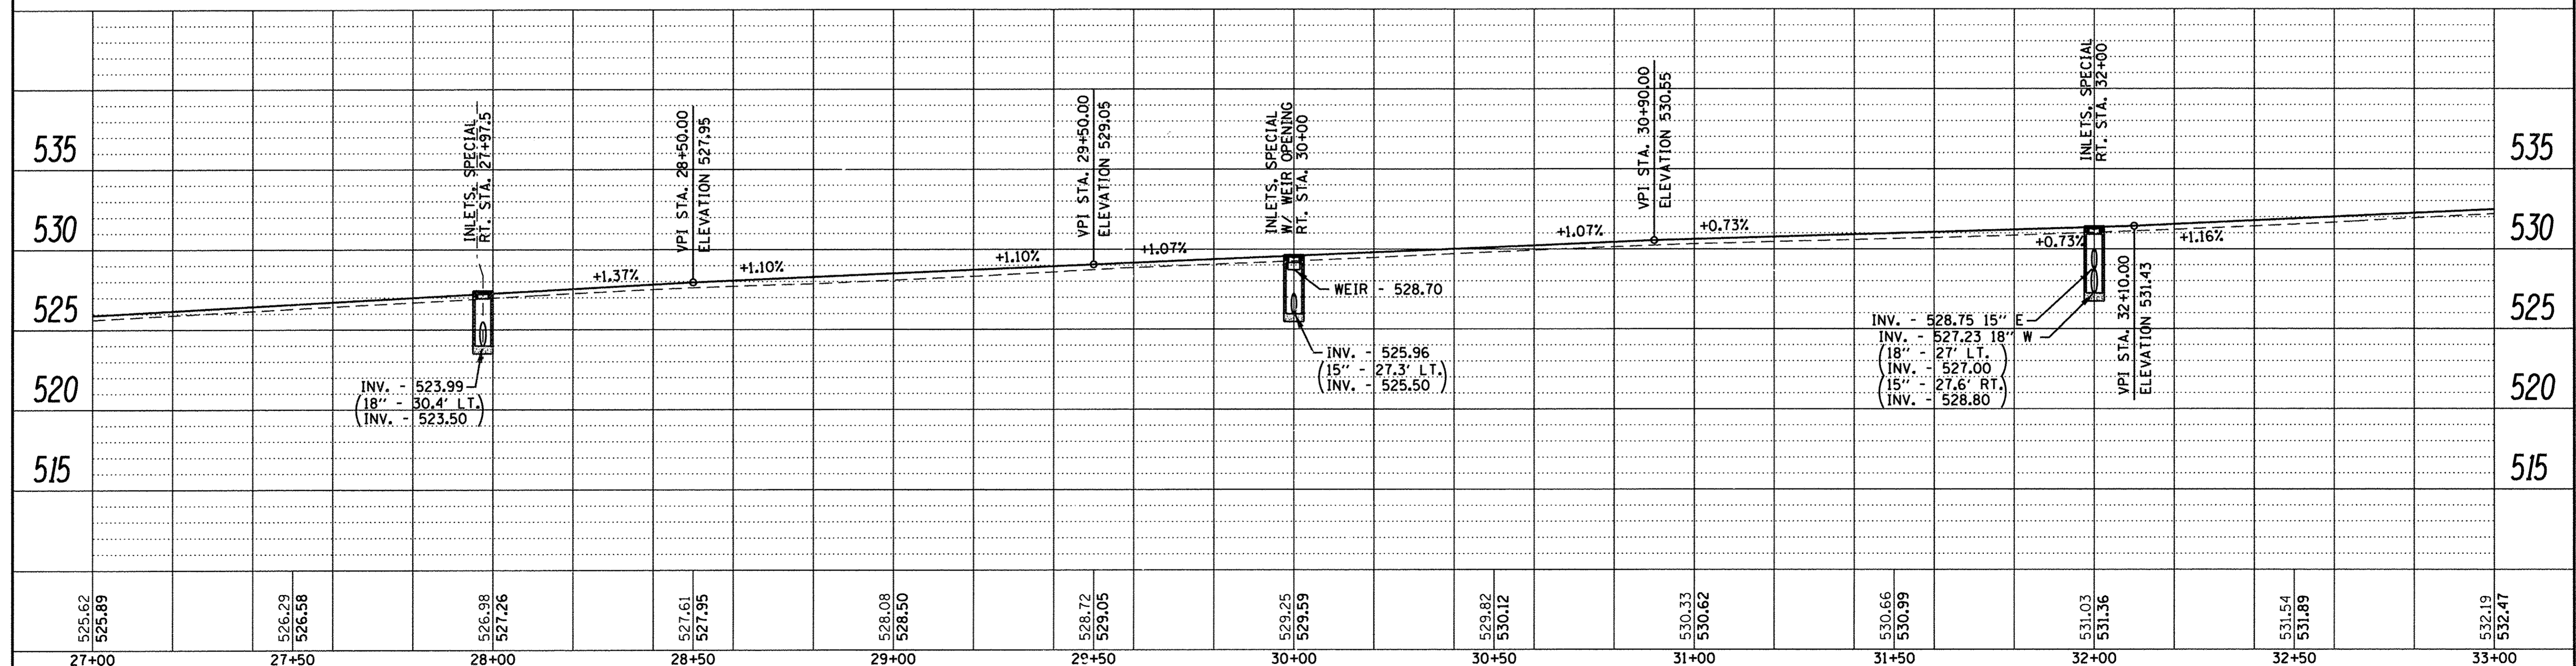 INLETS, SPECIAL
RT. STA. 27+97.5
VPI STA. 28+50.00
ELEVATION 527.95
VPI STA. 29+50.00
ELEVATION 529.05
INLETS, SPECIAL
W/ WEIR OPENING
RT. STA. 30+00
VPI STA. 30+90.00
ELEVATION 530.55
INLETS, SPECIAL
RT. STA. 32+00
535
535
530
530
+1.37%
+1.10%
+1.10%
+1.07%
+1.07%
+0.73%
+0.73%
+1.16%
VPI STA. 32+10.00
ELEVATION 531.43
525
525
WEIR - 528.70
INV. - 523.99
(18" - 30.4' LT.)
(INV. - 523.50)
INV. - 525.96
(15" - 27.3' LT.)
(INV. - 525.50)
INV. - 528.75 15" E
INV. - 527.23 18" W
(18" - 27' LT.)
(INV. - 527.00)
(15" - 27.6' RT.)
(INV. - 528.80)
520
520
515
515
525.62
525.89
526.29
526.58
526.98
527.26
527.61
527.95
528.08
528.50
528.72
529.05
529.25
529.59
529.82
530.12
530.33
530.62
530.66
530.99
531.03
531.36
531.54
531.89
532.19
532.47
27+00
27+50
28+00
28+50
29+00
29+50
30+00
30+50
31+00
31+50
32+00
32+50
33+00